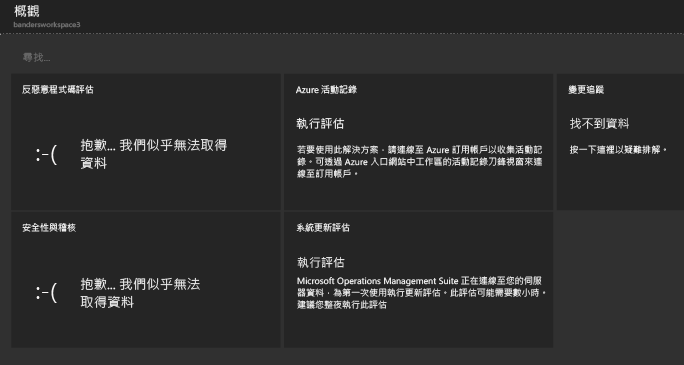 概觀
bandersworkspace3
尋找...
反惡意程式碼評估
:-(
抱歉... 我們似乎無法取得
資料
Azure 活動記錄
執行評估
若要使用此解決方案，請連線至 Azure 訂用帳戶以收集活動記
錄。可透過 Azure 入口網站中工作區的活動記錄刀鋒視窗來連
線至訂用帳戶。
變更追蹤
找不到資料
按一下這裡以疑難排解。
安全性與稽核
:-(
抱歉... 我們似乎無法
取得資料
系統更新評估
執行評估
Microsoft Operations Management Suite 正在連線至您的伺服
器資料，為第一次使用執行更新評估。此評估可能需要數小時。
建議您整夜執行此評估